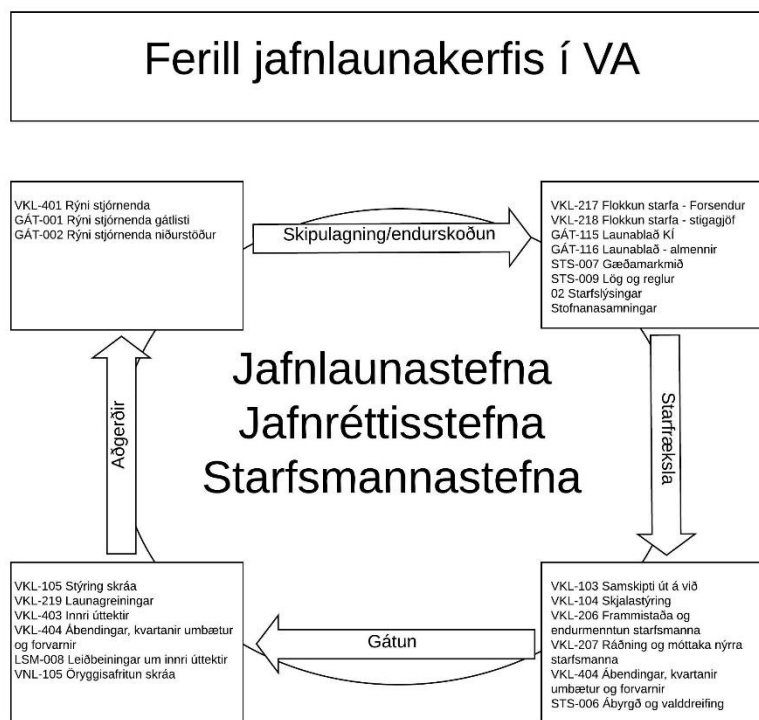 Ferill jafnlaunakerfis í VA
VKL-401 Rýni stjórnenda
GÁT-001 Rýni stjórnenda gátlisti
GÁT-002 Rýni stjórnenda niðurstöður
Skipulagning/endurskoðun
VKL-217 Flokkun starfa - Forsendur
VKL-218 Flokkun starfa - stigagjöf
GÁT-115 Launablað KÍ
GÁT-116 Launablað - almennir
STS-007 Gæðamarkmið
STS-009 Lög og reglur
02 Starfslýsingar
Stofnanasamningar
Aðgerðir
Jafnlaunastefna
Jafnréttisstefna
Starfsmannastefna
Starfræksla
VKL-105 Stýring skráa
VKL-219 Launagreiningar
VKL-403 Innri úttektir
VKL-404 Ábendingar, kvartanir umbætur
og forvarnir
LSM-008 Leiðbeiningar um innri úttektir
VNL-105 Öryggisafritun skráa
Gátun
VKL-103 Samskipti út á við
VKL-104 Skjalastýring
VKL-206 Frammistaða og
endurmenntun starfsmanna
VKL-207 Ráðning og móttaka nýrra
starfsmanna
VKL-404 Ábendingar, kvartanir
umbætur og forvarnir
STS-006 Ábyrgð og valddreifing